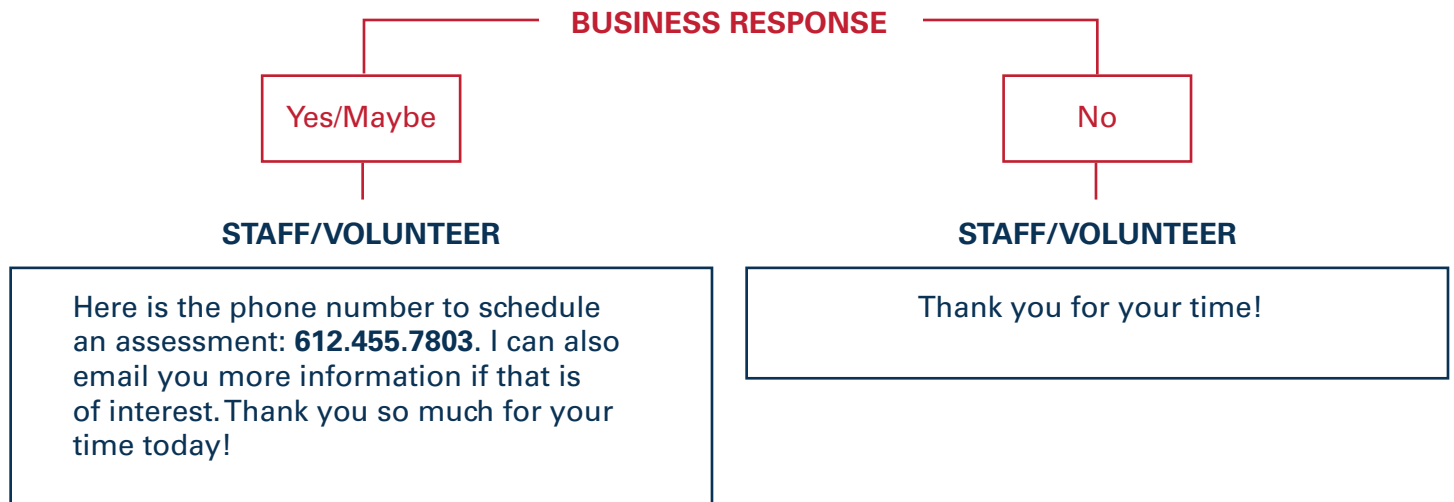 BUSINESS RESPONSE
Yes/Maybe
No
STAFF/VOLUNTEER
Here is the phone number to schedule
an assessment: 612.455.7803. I can also
email you more information if that is
of interest. Thank you so much for your
time today!
STAFF/VOLUNTEER
Thank you for your time!